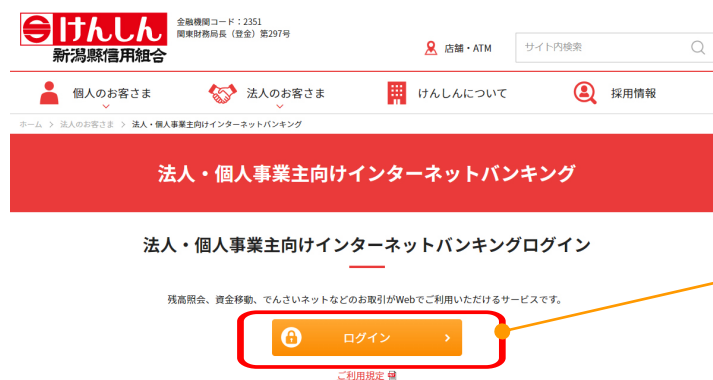 けんしん
新潟縣信用組合
金融機関コード：2351
関東財務局長（登金）第297号
店舗・ATM
サイト内検索
個人のお客さま
法人のお客さま
けんしんについて
採用情報
ホーム > 法人のお客さま > 法人・個人事業主向けインターネットバンキング
法人・個人事業主向けインターネットバンキング
法人・個人事業主向けインターネットバンキングログイン
残高照会、資金移動、でんさいネットなどのお取引がWebでご利用いただけるサービスです。
ログイン
ご利用規定